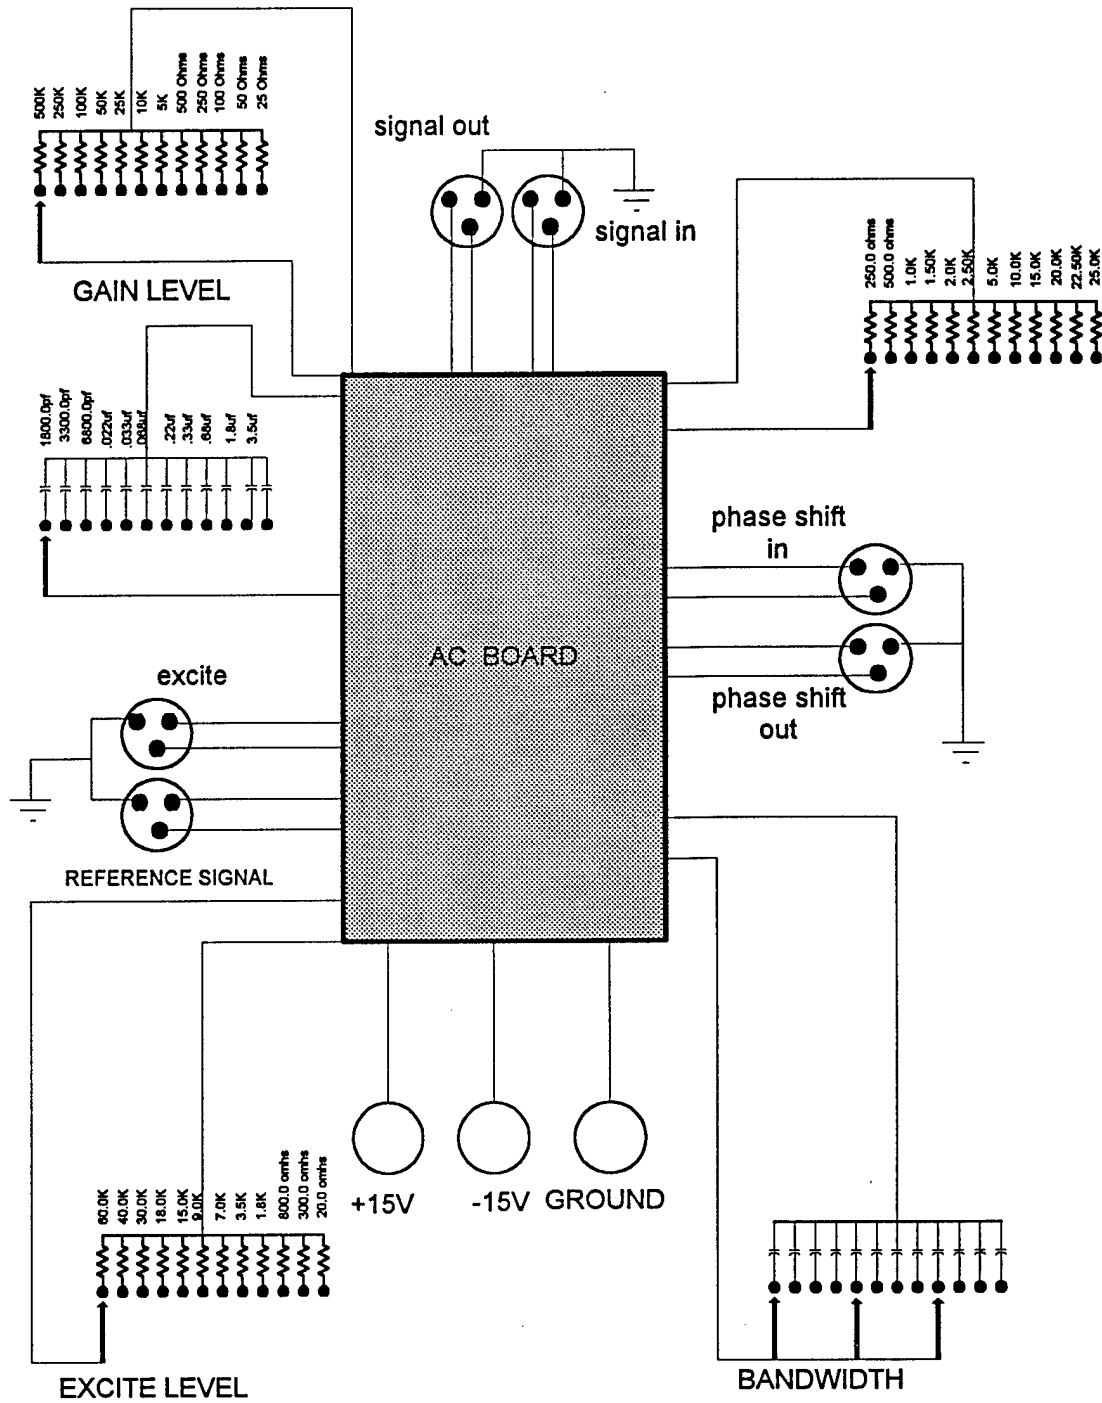 500K
250K
100K
50K
25K
10K
5K
500 Ohms
250 Ohms
100 Ohms
50 Ohms
25 Ohms
GAIN LEVEL
signal out
signal in
250.0 ohms
500.0 ohms
1.0K
1.50K
2.0K
2.50K
5.0K
10.0K
15.0K
20.0K
22.50K
25.0K
1800.0pf
3300.0pf
6800.0pf
.022uf
.033uf
.068uf
.22uf
.33uf
.68uf
1.8uf
3.5uf
phase shift
in
AC BOARD
phase shift
out
excite
REFERENCE SIGNAL
+15V
-15V
GROUND
60.0K
40.0K
30.0K
18.0K
15.0K
9.0K
7.0K
3.5K
1.8K
800.0 omhs
300.0 omhs
20.0 omhs
EXCITE LEVEL
BANDWIDTH